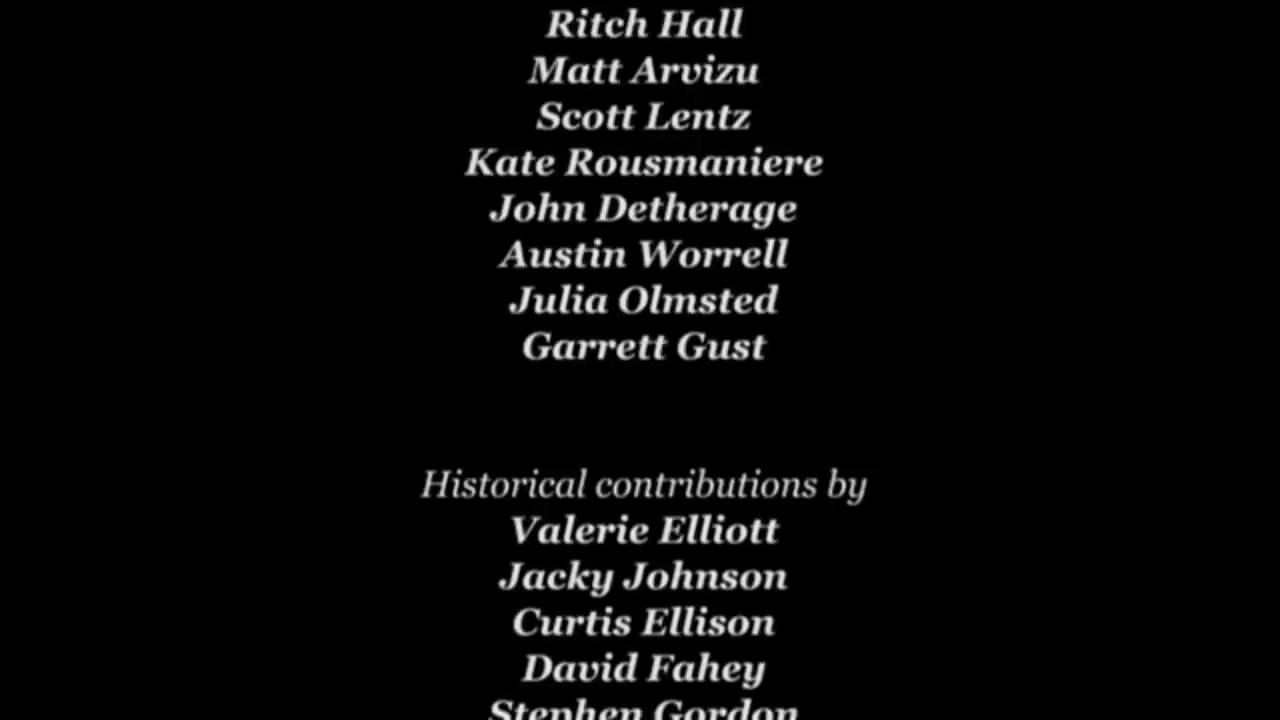 Ritch Hall
Matt Arvizu
Scott Lentz
Kate Rousmaniere
John Detherage
Austin Worrell
Julia Olmsted
Garrett Gust
Historical contributions by
Valerie Elliott
Jacky Johnson
Curtis Ellison
David Fahey
Stephen Gordon